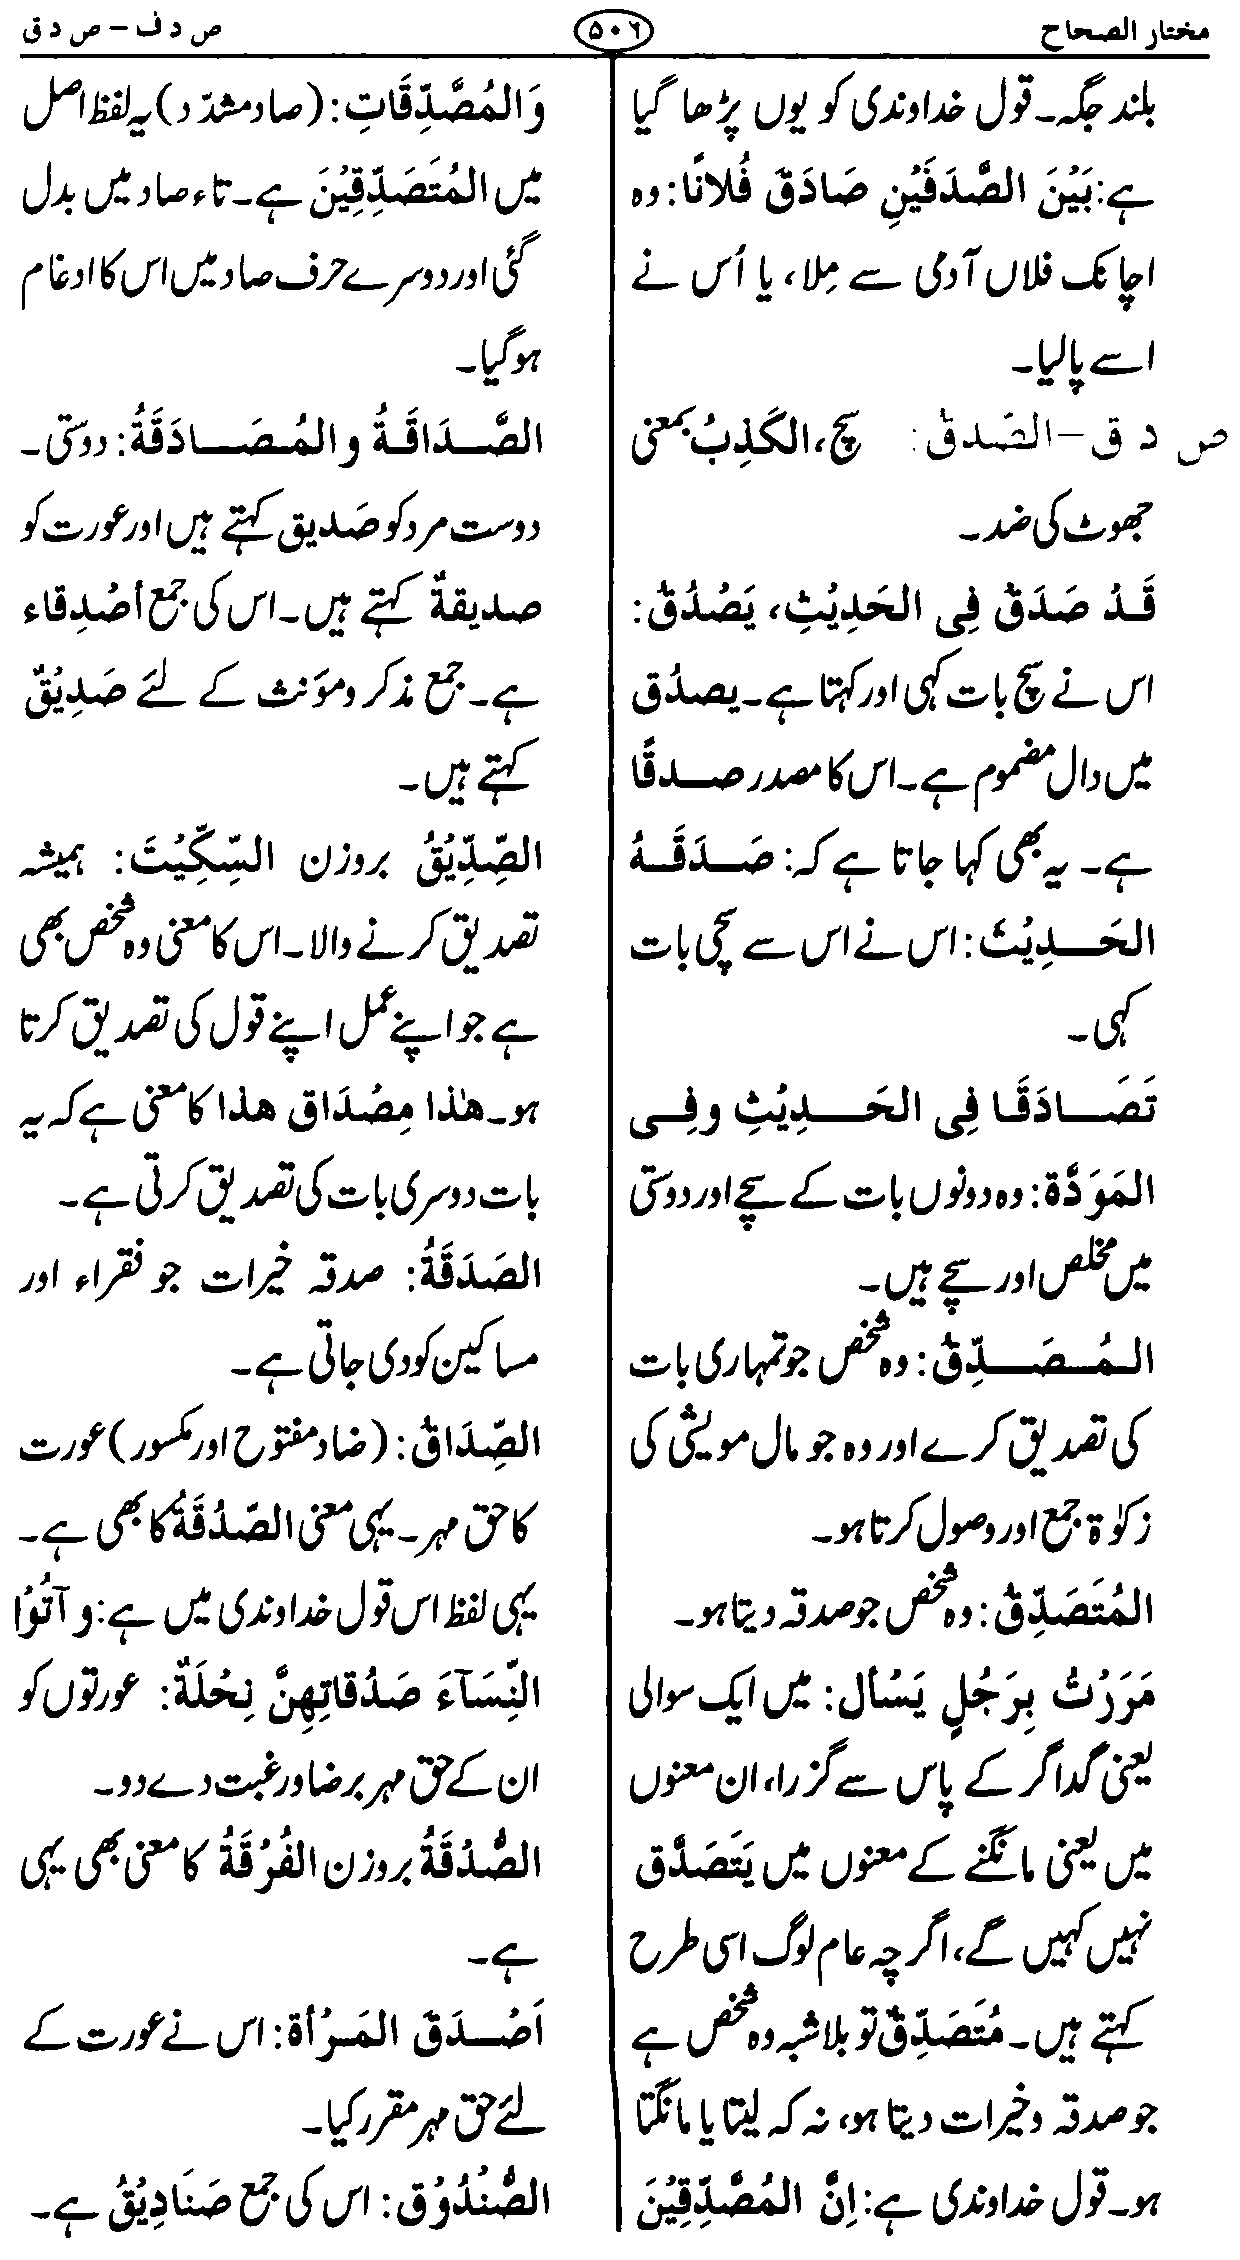 مختار الصحاح
۵۰۶
ص د ف – ص د ق
بلند جگہ۔ قول خداوندی کو یوں پڑھا گیا
ہے: بَيْنَ الصَّدَفَيْنِ صَادَقَ فُلانًا: وہ
اچانک فلاں آدمی سے مِلا، یا اُس نے
اسے پالیا۔
ص د ق – الصّدق: سچ، الکَذِبُ بمعنی
جھوٹ کی ضد۔
قَدْ صَدَقَ فِی الحَدِيْثِ، يَصْدُقُ:
اس نے سچ بات کہی اور کہتا ہے۔ یصدُق
میں دال مضموم ہے۔ اس کا مصدر صدقًا
ہے۔ یہ بھی کہا جاتا ہے کہ: صَدَقَهُ
الحَدِيْثَ: اس نے اس سے سچی بات
کہی۔
تَصَادَقَا فِی الحَدِيْثِ وفِی
المَوَدَّة: وہ دونوں بات کے سچے اور دوستی
میں مخلص اور سچے ہیں۔
المُصَدِّقُ: وہ شخص جو تمہاری بات
کی تصدیق کرے اور وہ جو مال مویشی کی
زکوٰۃ جمع اور وصول کرتا ہو۔
المُتَصَدِّقُ: وہ شخص جو صدقہ دیتا ہو۔
مَرَرْتُ بِرَجُلٍ يَسْأل: میں ایک سوالی
یعنی گداگر کے پاس سے گزرا، ان معنوں
میں یعنی مانگنے کے معنوں میں يَتَصَدَّق
نہیں کہیں گے، اگرچہ عام لوگ اسی طرح
کہتے ہیں۔ مُتَصَدِّقٌ تو بلاشبہ وہ شخص ہے
جو صدقہ و خیرات دیتا ہو، نہ کہ لیتا یا مانگتا
ہو۔ قول خداوندی ہے: اِنَّ المُصَّدِّقِيْنَ
وَالمُصَّدِّقَاتِ: (صاد مشدّد) یہ لفظ اصل
میں المُتَصَدِّقِيْنَ ہے۔ تاء صاد میں بدل
گئی اور دوسرے حرف صاد میں اس کا ادغام
ہوگیا۔
الصَّدَاقَةُ والمُصَادَقَةُ: دوستی۔
دوست مرد کو صَدیق کہتے ہیں اور عورت کو
صدیقةٌ کہتے ہیں۔ اس کی جمع أصْدِقاء
ہے۔ جمع مذکر و مؤنث کے لئے صَدِيْقٌ
کہتے ہیں۔
الصِّدِّيْقُ بروزن السِّكِّيْتَ: ہمیشہ
تصدیق کرنے والا۔ اس کا معنی وہ شخص بھی
ہے جو اپنے عمل اپنے قول کی تصدیق کرتا
ہو۔ هٰذا مِصْدَاق هذا کا معنی ہے کہ یہ
بات دوسری بات کی تصدیق کرتی ہے۔
الصَدَقَةُ: صدقہ خیرات جو فقراء اور
مساکین کو دی جاتی ہے۔
الصِّدَاقُ: (ضاد مفتوح اور مکسور) عورت
کا حق مہر۔ یہی معنی الصَّدُقَةُ کا بھی ہے۔
یہی لفظ اس قول خداوندی میں ہے: و آتُوْا
النِّسَآءَ صَدُقاتِهِنَّ نِحْلَةً: عورتوں کو
ان کے حق مہر برضا ورغبت دے دو۔
الصُّدْقَةُ بروزن الفُرْقَةُ کا معنی بھی یہی
ہے۔
اَصْدَقَ المَرْأة: اس نے عورت کے
لئے حق مہر مقرر کیا۔
الصُّنْدُوْق: اس کی جمع صَنَادِيْقُ ہے۔